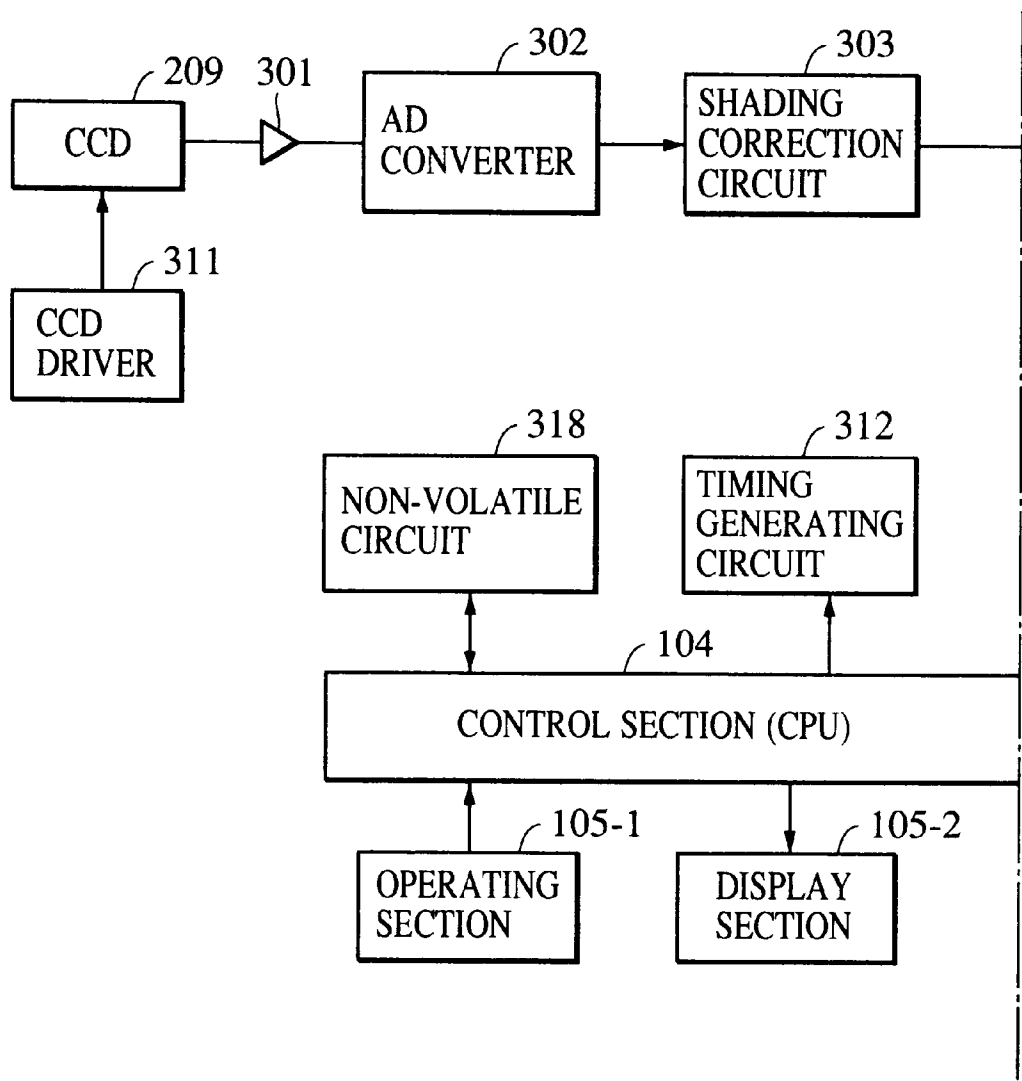 302
303
209
301
CCD
AD
CONVERTER
SHADING
CORRECTION
CIRCUIT
311
CCD
DRIVER
318
312
NON-VOLATILE
CIRCUIT
TIMING
GENERATING
CIRCUIT
104
CONTROL SECTION (CPU)
105-1
105-2
OPERATING
SECTION
DISPLAY
SECTION